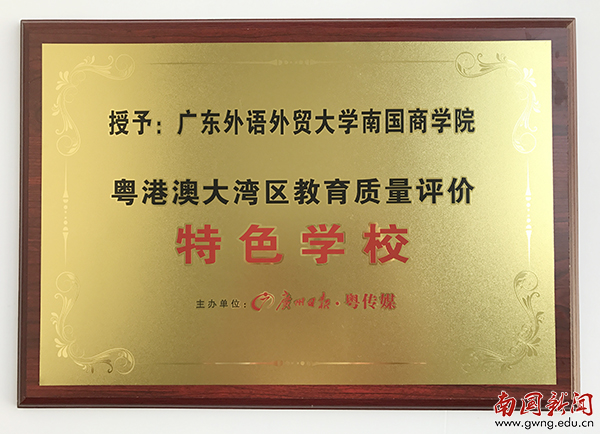 授予：广东外语外贸大学南国商学院
粤港澳大湾区教育质量评价
特色学校
主办单位：广州日报·粤传媒
南国新闻
www.gwng.edu.cn